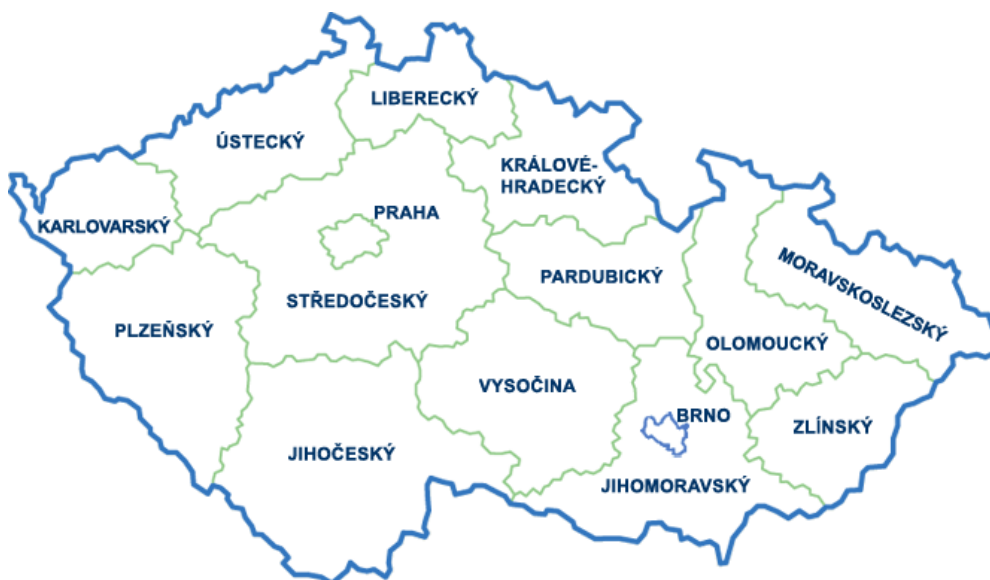 LIBERECKÝ
ÚSTECKÝ
KRÁLOVÉ-
HRADECKÝ
PRAHA
KARLOVARSKÝ
MORAVSKOSLEZSKÝ
PARDUBICKÝ
STŘEDOČESKÝ
PLZEŇSKÝ
OLOMOUCKÝ
VYSOČINA
BRNO
ZLÍNSKÝ
JIHOČESKÝ
JIHOMORAVSKÝ